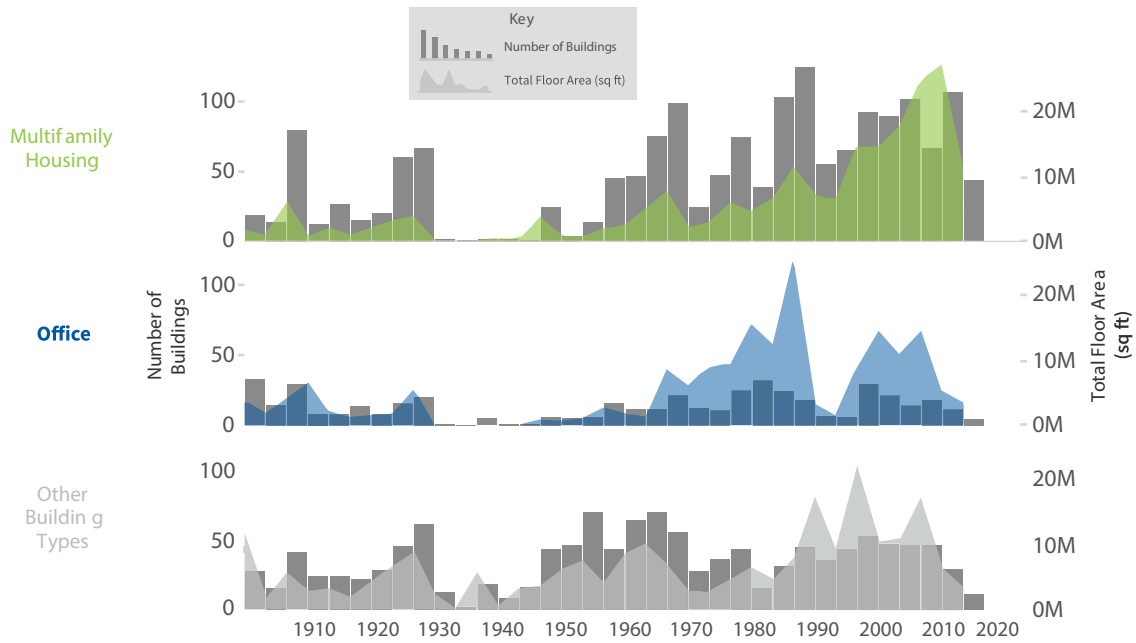 Key
Number of Buildings
Total Floor Area (sq ft)
Multif amily
Housing
100
50
0
20M
10M
0M
Office
Number of
Buildings
100
50
0
20M
10M
0M
Total Floor Area
(sq ft)
Other
Buildin g
Types
100
50
0
20M
10M
0M
1910 1920 1930 1940 1950 1960 1970 1980 1990 2000 2010 2020